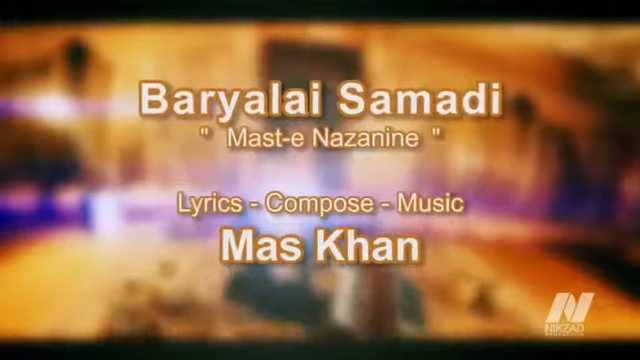 Baryalai Samadi
" Mast-e Nazanine "
Lyrics - Compose - Music
Mas Khan
NIKZAD